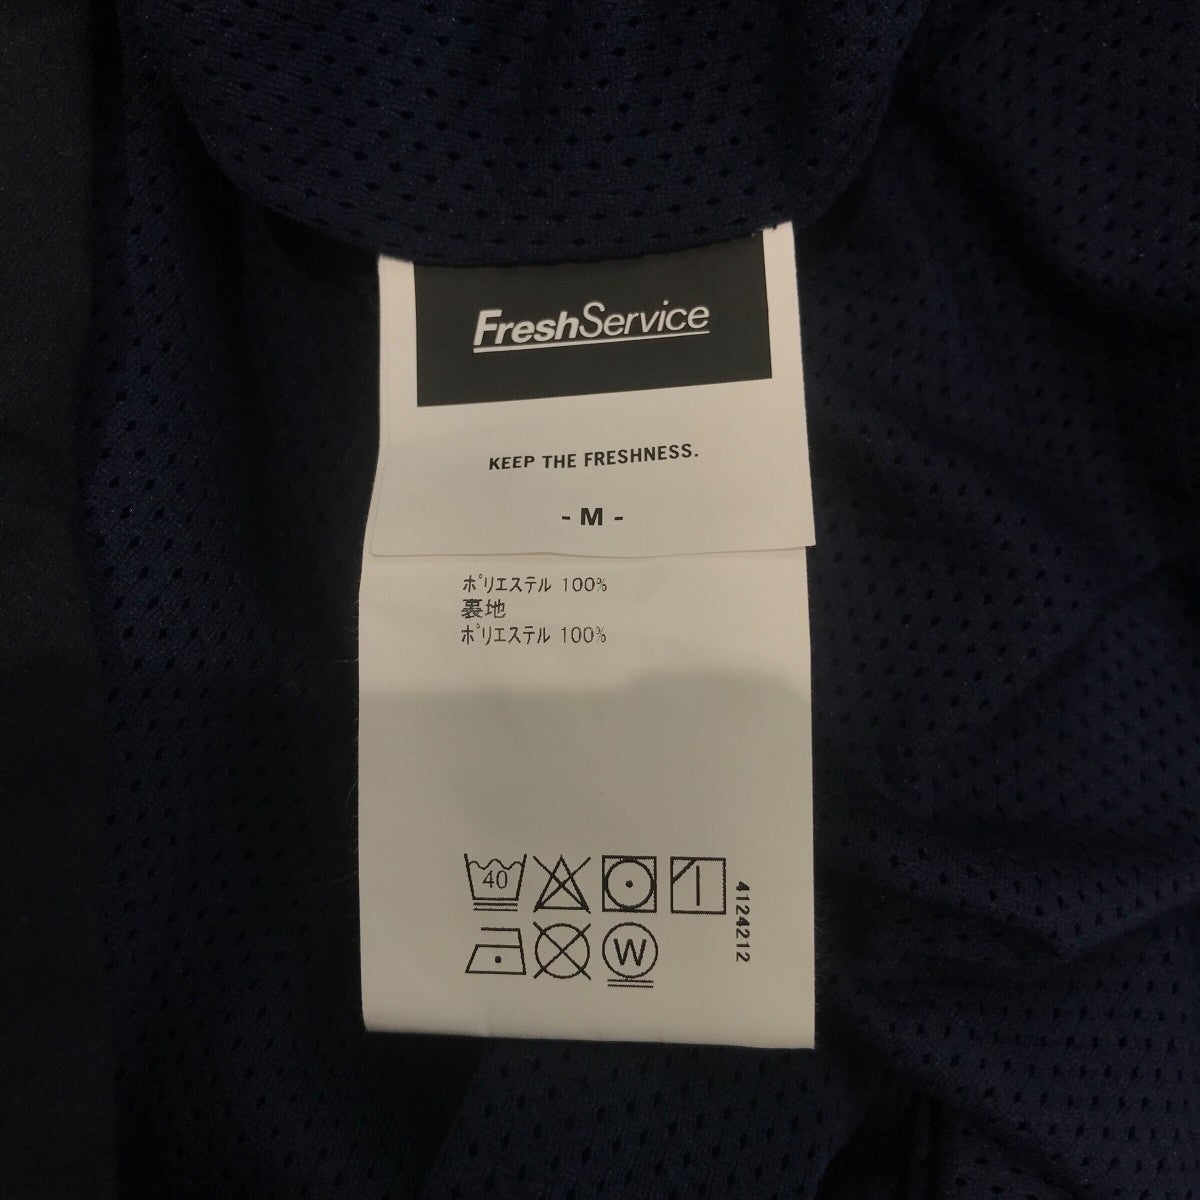 FreshService
KEEP THE FRESHNESS.
- M -
ポリエステル 100%
裏地
ポリエステル 100%
40
W
4124212